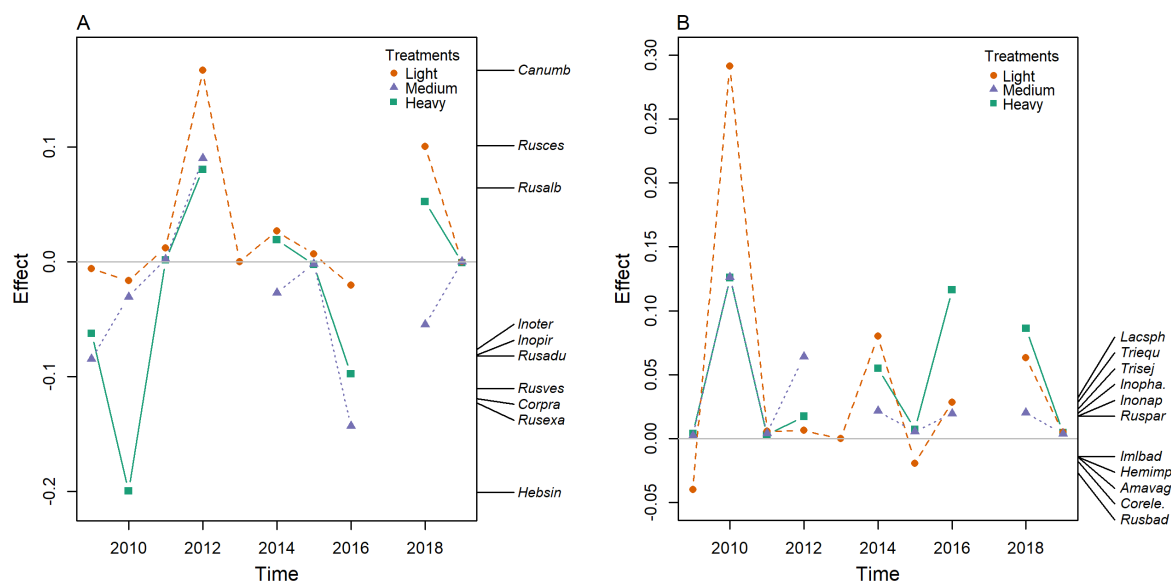 A
Treatments
Light
Medium
Heavy
0.1
0.0
-0.1
-0.2
Effect
2010
2012
2014
2016
2018
Time
Canumb
Rusces
Rusalb
Inoter
Inopir
Rusadu
Rusves
Corpra
Rusexa
Hebsin
B
Treatments
Light
Medium
Heavy
0.30
0.25
0.20
0.15
0.10
0.05
0.00
-0.05
Effect
2010
2012
2014
2016
2018
Time
Lacsph
Triequ
Trisej
Inopha.
Inonap
Ruspar
Imlbad
Hemimp
Amavag
Corele.
Rusbad